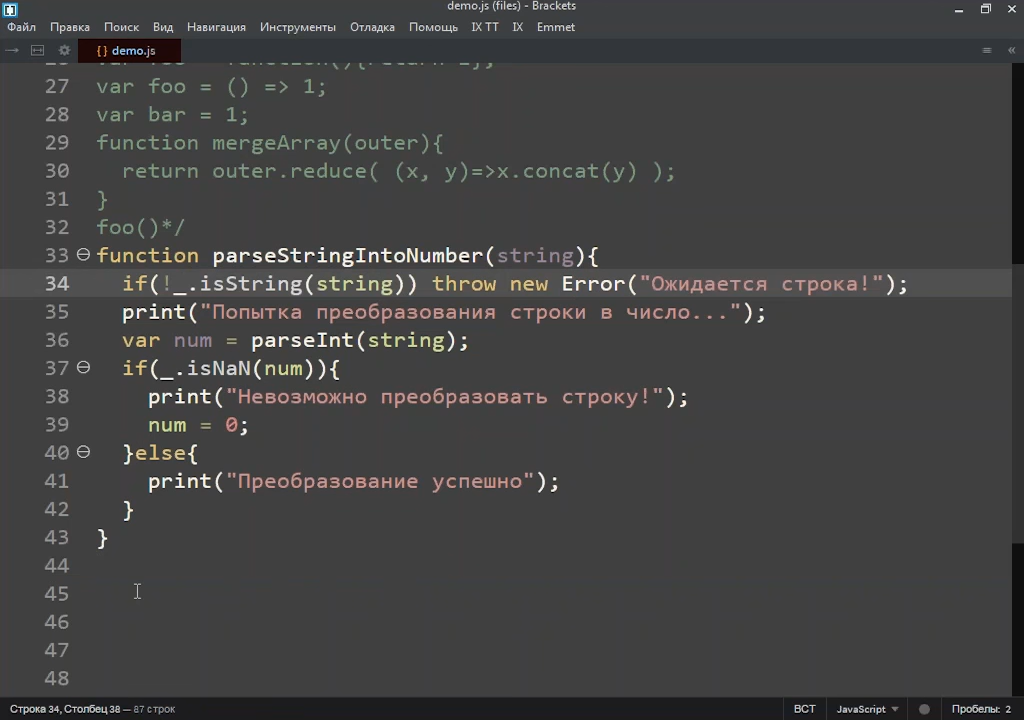 demo.js (files) - Brackets
Файл Правка Поиск Вид Навигация Инструменты Отладка Помощь IX TT IX Emmet
{} demo.js
27 var foo = () => 1;
28 var bar = 1;
29 function mergeArray(outer){
30 return outer.reduce( (x, y)=>x.concat(y) );
31 }
32 foo()*/
33 function parseStringIntoNumber(string){
34 if(!_.isString(string)) throw new Error("Ожидается строка!");
35 print("Попытка преобразования строки в число...");
36 var num = parseInt(string);
37 if(_.isNaN(num)){
38 print("Невозможно преобразовать строку!");
39 num = 0;
40 }else{
41 print("Преобразование успешно");
42 }
43 }
44
45
46
47
48
Строка 34, Столбец 38 — 87 строк ВСТ JavaScript Пробелы: 2